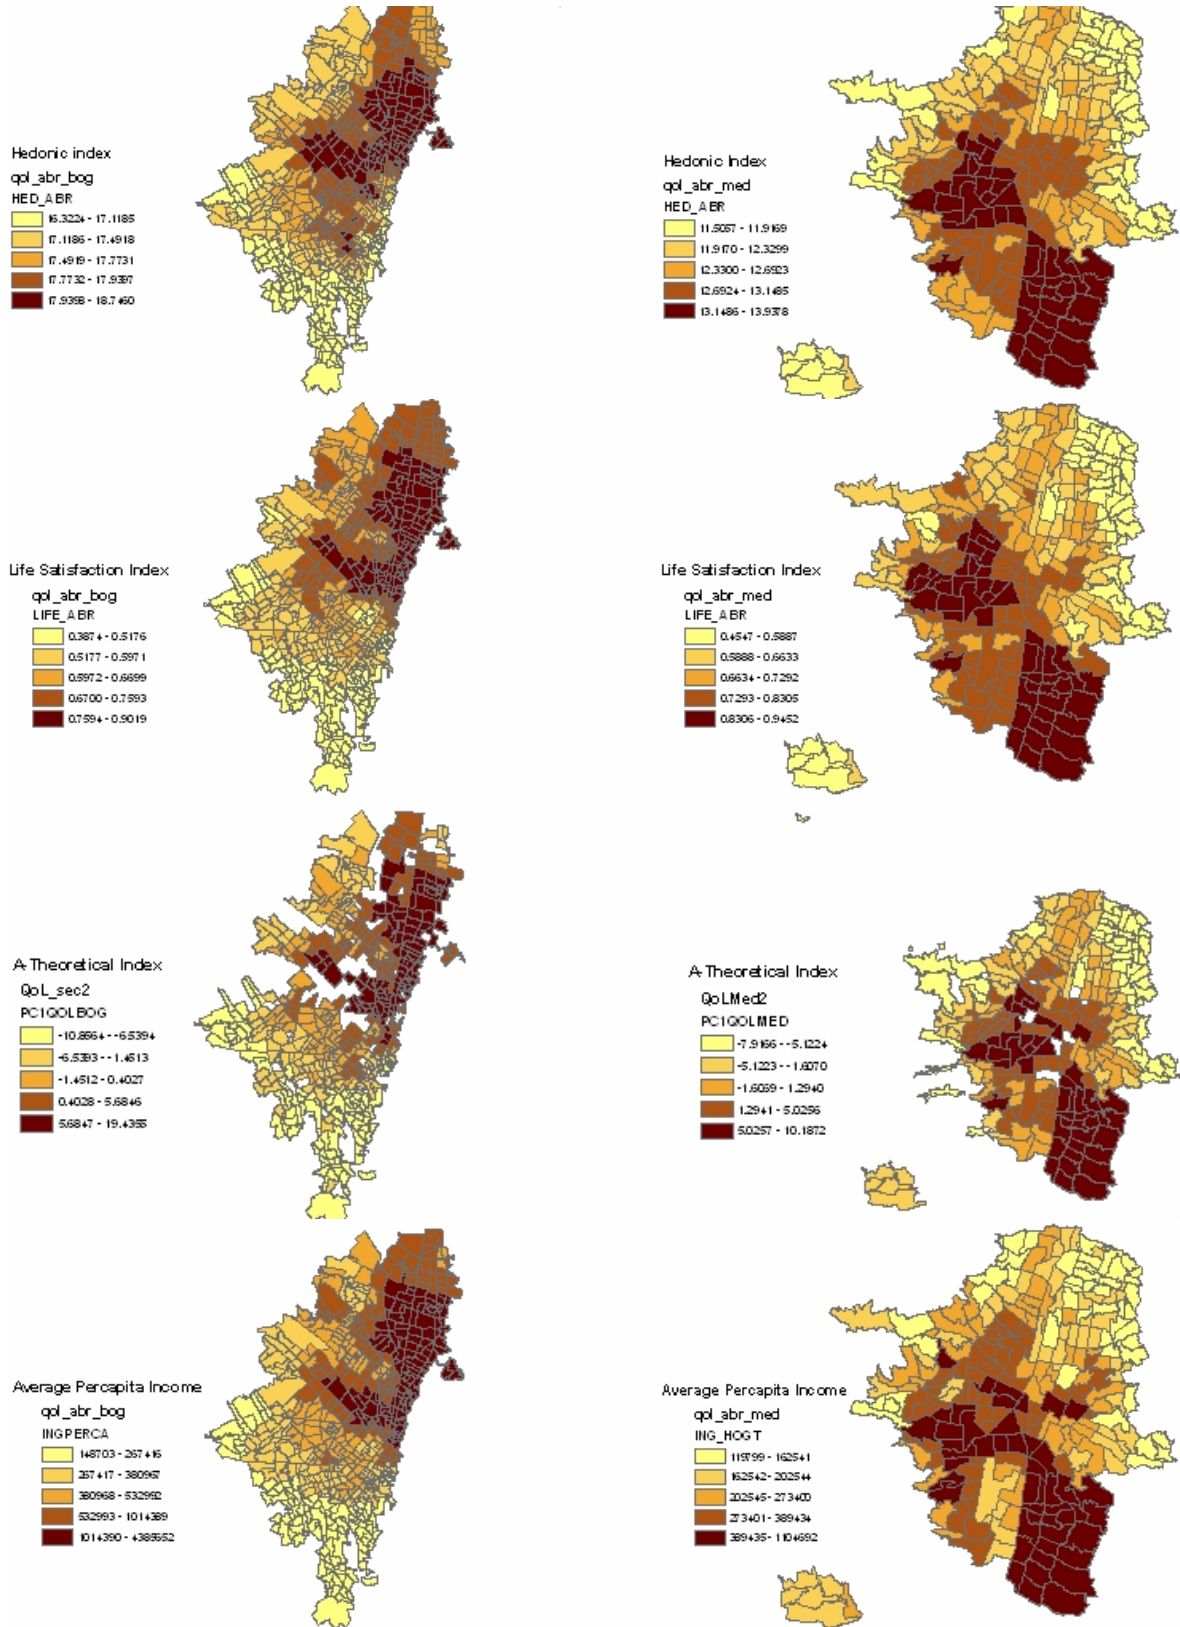 Hedonic index
qol_abr_bog
HED_ABR
16.3224 - 17.1185
17.1186 - 17.4918
17.4919 - 17.7731
17.7732 - 17.9397
17.9398 - 18.7460
Hedonic Index
qol_abr_med
HED_ABR
11.5057 - 11.9169
11.9170 - 12.3299
12.3300 - 12.6923
12.6924 - 13.1485
13.1486 - 13.9378
Life Satisfaction Index
qol_abr_bog
LIFE_ABR
0.3874 - 0.5176
0.5177 - 0.5971
0.5972 - 0.6699
0.6700 - 0.7593
0.7594 - 0.9019
Life Satisfaction Index
qol_abr_med
LIFE_ABR
0.4547 - 0.5887
0.5888 - 0.6633
0.6634 - 0.7292
0.7293 - 0.8305
0.8306 - 0.9452
A-Theoretical Index
QoL_sec2
PC1QOLBOG
-10.8564 - -6.5394
-6.5393 - -1.4513
-1.4512 - 0.4027
0.4028 - 5.6846
5.6847 - 19.4355
A-Theoretical Index
QoLMed2
PC1QOLMED
-7.9166 - -5.1224
-5.1223 - -1.6070
-1.6069 - 1.2940
1.2941 - 5.0256
5.0257 - 10.1872
Average Percapita Income
qol_abr_bog
INGPERCA
148703 - 267416
267417 - 380967
380968 - 532992
532993 - 1014389
1014390 - 4385652
Average Percapita Income
qol_abr_med
ING_HOGT
119799 - 162541
162542 - 202544
202545 - 273400
273401 - 389434
389435 - 1104692